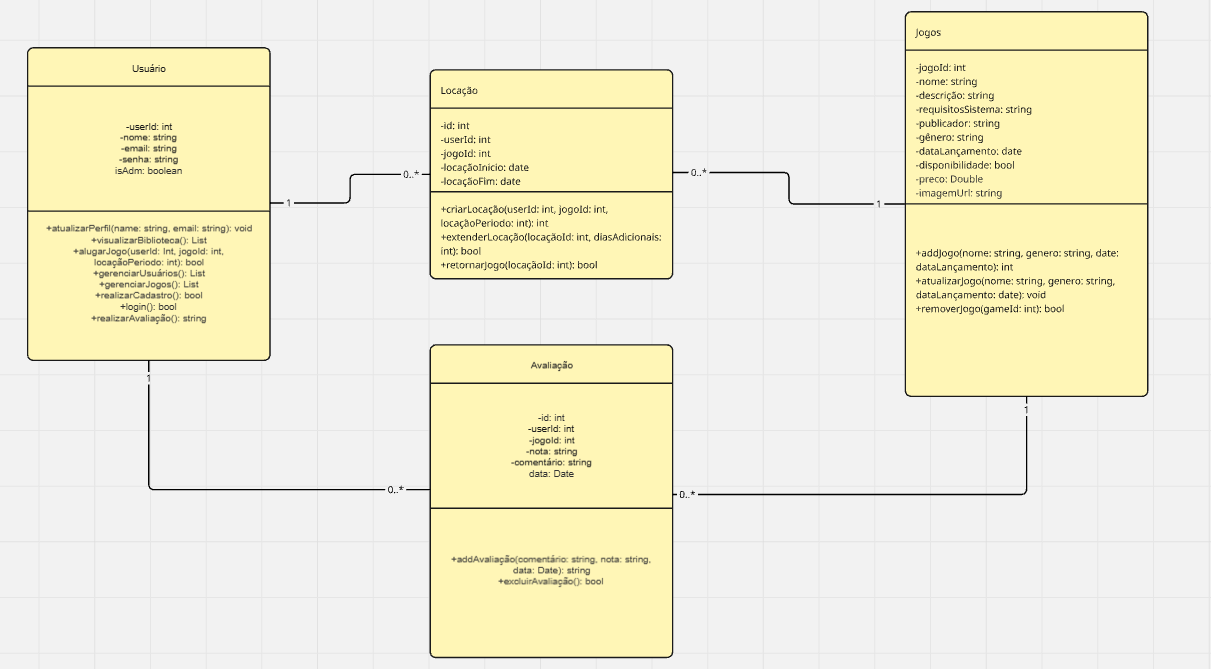 Usuário
-userId: int
-nome: string
-email: string
-senha: string
isAdm: boolean
+atualizarPerfil(name: string, email: string): void
+visualizarBiblioteca(): List
+alugarJogo(userId: Int, jogoId: int,
locaçãoPeriodo: int): bool
+gerenciarUsuários(): List
+gerenciarJogos(): List
+realizarCadastro(): bool
+login(): bool
+realizarAvaliação(): string
1
0..*
Locação
-id: int
-userId: int
-jogoId: int
-locaçãoInicio: date
-locaçãoFim: date
+criarLocação(userId: int, jogoId: int,
locaçãoPeriodo: int): int
+extenderLocação(locaçãoId: int, diasAdicionais:
int): bool
+retornarJogo(locaçãoId: int): bool
0..*
1
Jogos
-jogoId: int
-nome: string
-descrição: string
-requisitosSistema: string
-publicador: string
-gênero: string
-dataLançamento: date
-disponibilidade: bool
-preco: Double
-imagemUrl: string
+addJogo(nome: string, genero: string, date:
dataLançamento): int
+atualizarJogo(nome: string, genero: string,
dataLançamento: date): void
+removerJogo(gameId: int): bool
1
0..*
Avaliação
-id: int
-userId: int
-jogoId: int
-nota: string
-comentário: string
data: Date
+addAvaliação(comentário: string, nota: string,
data: Date): string
+excluirAvaliação(): bool
0..*
1